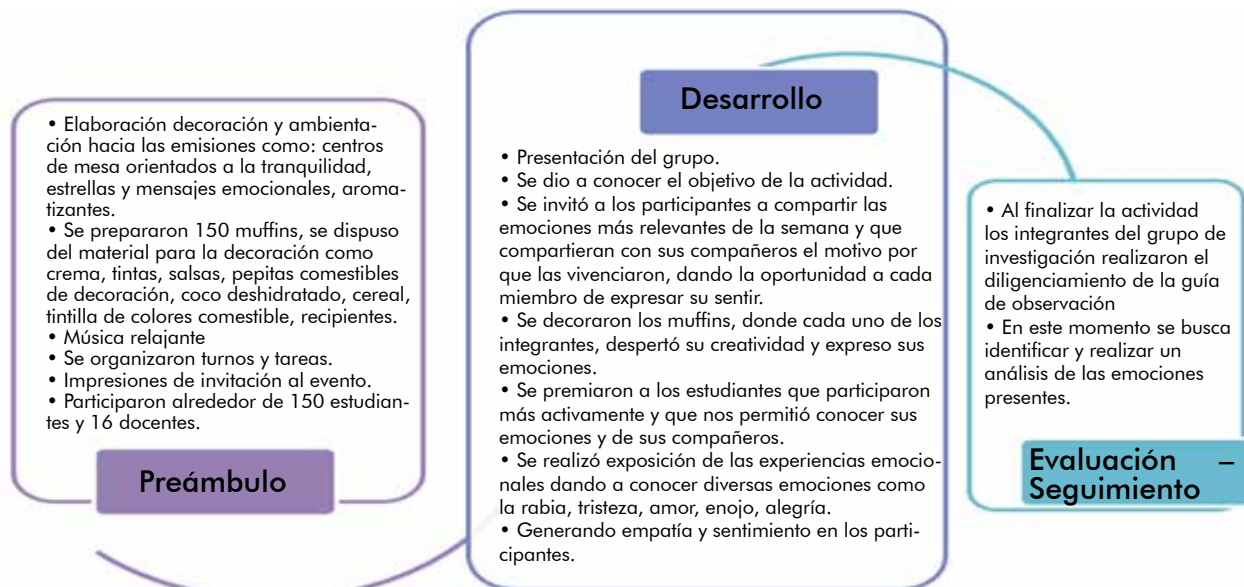 • Elaboración decoración y ambienta-
ción hacia las emisiones como: centros
de mesa orientados a la tranquilidad,
estrellas y mensajes emocionales, aroma-
tizantes.
• Se prepararon 150 muffins, se dispuso
del material para la decoración como
crema, tintas, salsas, pepitas comestibles
de decoración, coco deshidratado, cereal,
tintilla de colores comestible, recipientes.
• Música relajante
• Se organizaron turnos y tareas.
• Impresiones de invitación al evento.
• Participaron alrededor de 150 estudian-
tes y 16 docentes.
Preámbulo
Desarrollo
• Presentación del grupo.
• Se dio a conocer el objetivo de la actividad.
• Se invitó a los participantes a compartir las
emociones más relevantes de la semana y que
compartieran con sus compañeros el motivo por
que las vivenciaron, dando la oportunidad a cada
miembro de expresar su sentir.
• Se decoraron los muffins, donde cada uno de los
integrantes, despertó su creatividad y expreso sus
emociones.
• Se premiaron a los estudiantes que participaron
más activamente y que nos permitió conocer sus
emociones y de sus compañeros.
• Se realizó exposición de las experiencias emocio-
nales dando a conocer diversas emociones como
la rabia, tristeza, amor, enojo, alegría.
• Generando empatía y sentimiento en los parti-
cipantes.
• Al finalizar la actividad
los integrantes del grupo de
investigación realizaron el
diligenciamiento de la guía
de observación
• En este momento se busca
identificar y realizar un
análisis de las emociones
presentes.
Evaluación –
Seguimiento